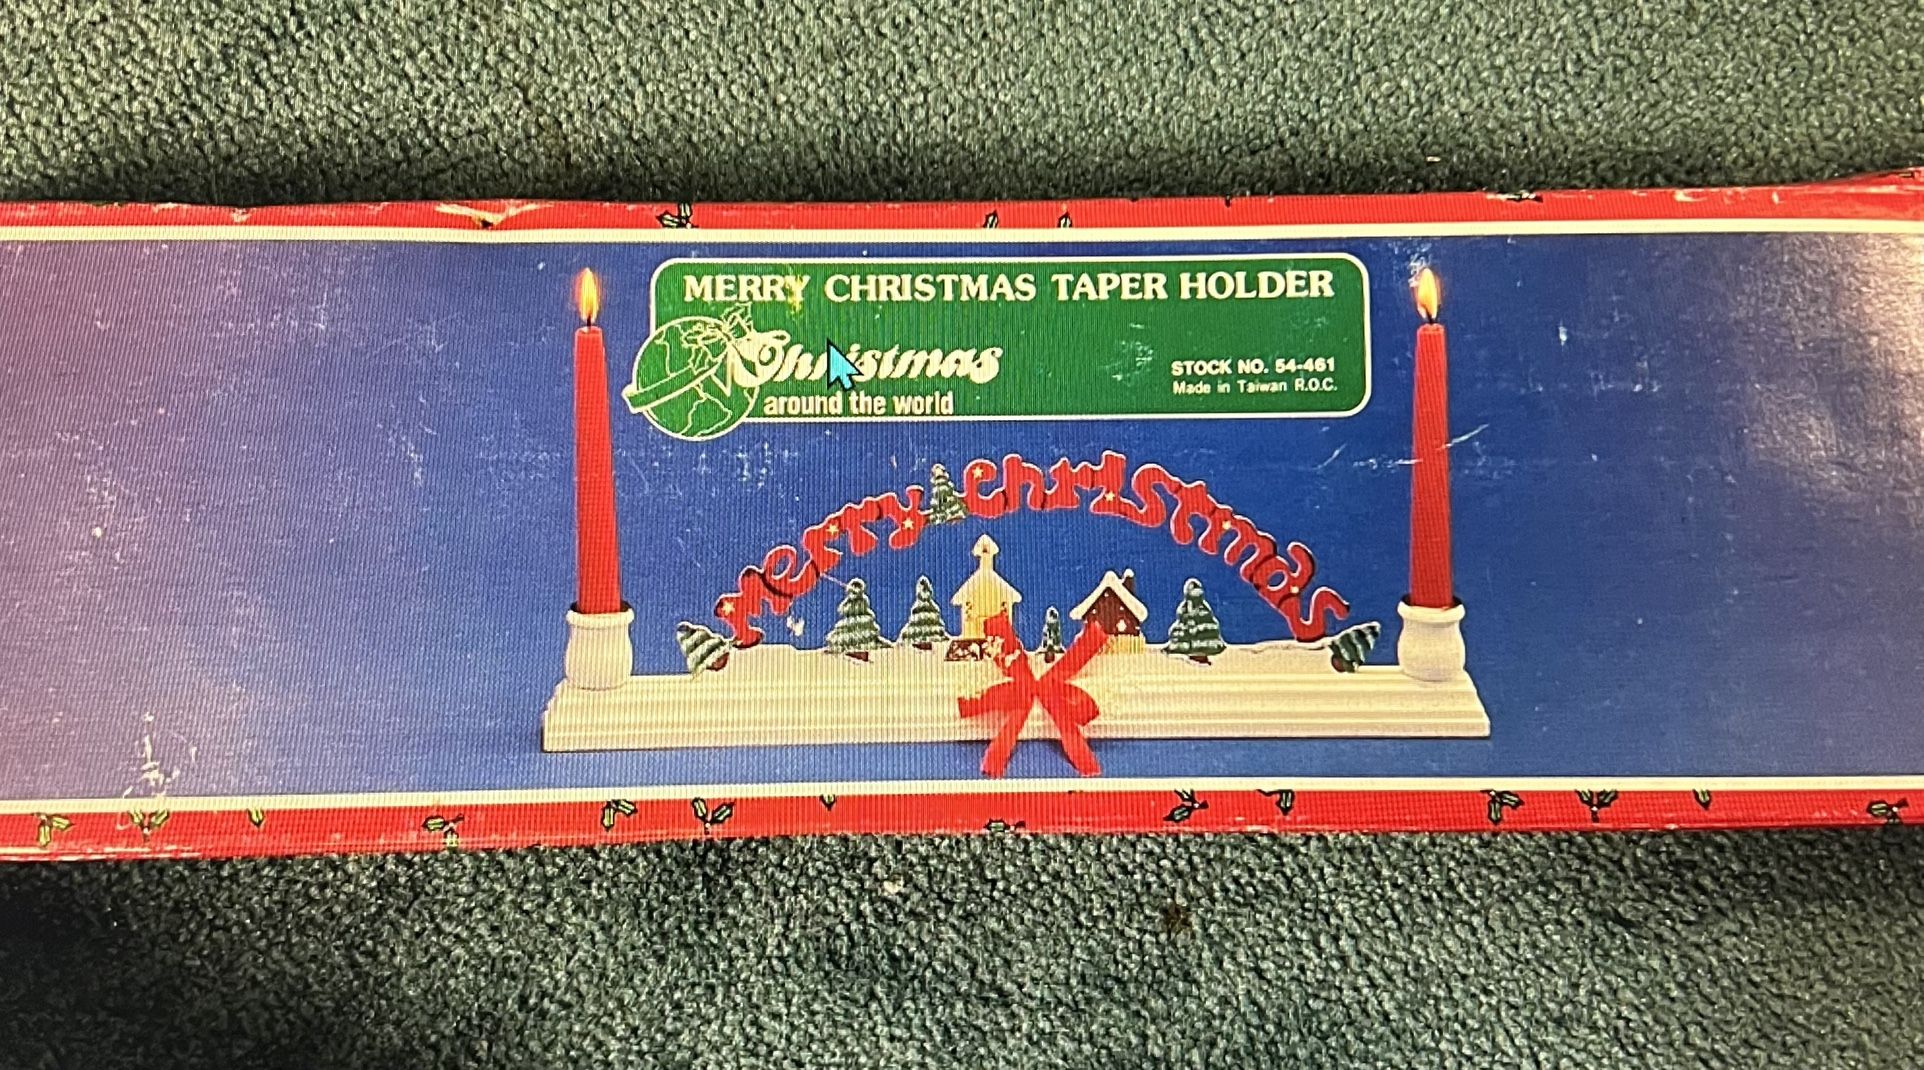 MERRY CHRISTMAS TAPER HOLDER
Christmas
around the world
STOCK NO. 54-461
Made in Taiwan R.O.C.
merry christmas